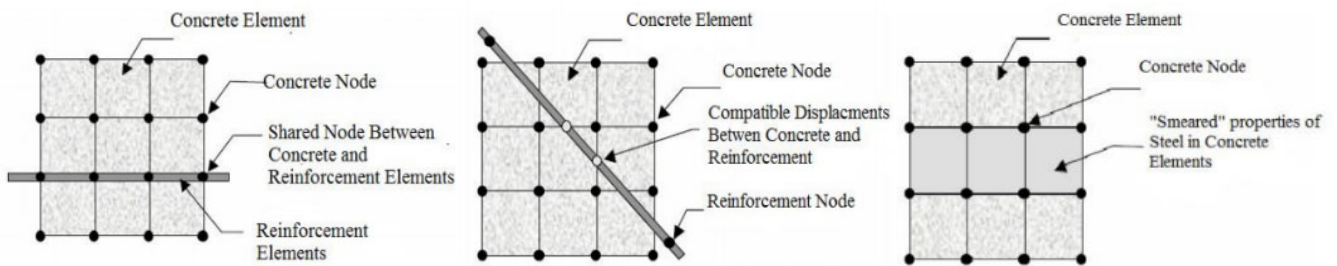 Concrete Element
Concrete Node
Shared Node Between
Concrete and
Reinforcement Elements
Reinforcement
Elements
Concrete Element
Concrete Node
Compatible Displacments
Betwen Concrete and
Reinforcement
Reinforcement Node
Concrete Element
Concrete Node
"Smeared" properties of
Steel in Concrete
Elements